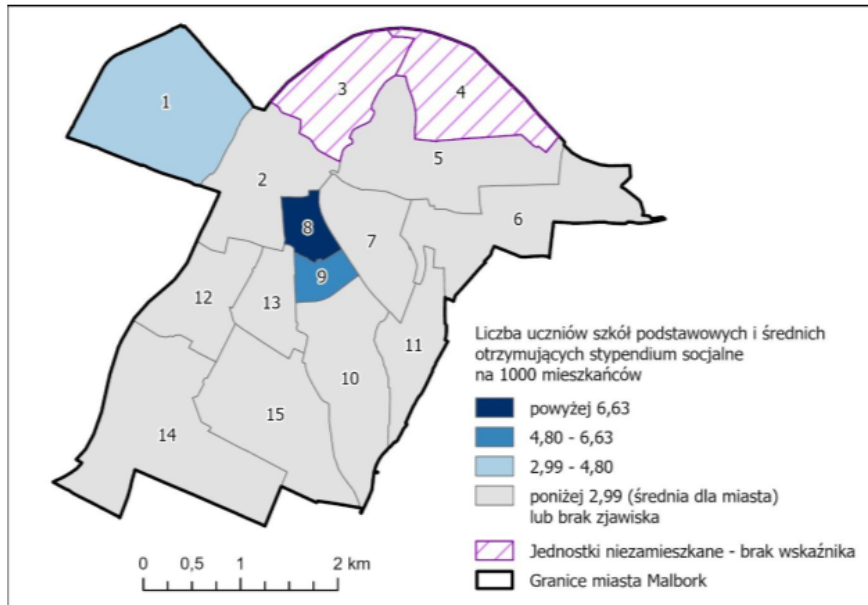 1
3
4
5
2
6
8
7
9
12
13
11
10
14
15
Liczba uczniów szkół podstawowych i średnich
otrzymujących stypendium socjalne
na 1000 mieszkańców
powyżej 6,63
4,80 - 6,63
2,99 - 4,80
poniżej 2,99 (średnia dla miasta)
lub brak zjawiska
Jednostki niezamieszkane - brak wskaźnika
Granice miasta Malbork
0 0,5 1 2 km